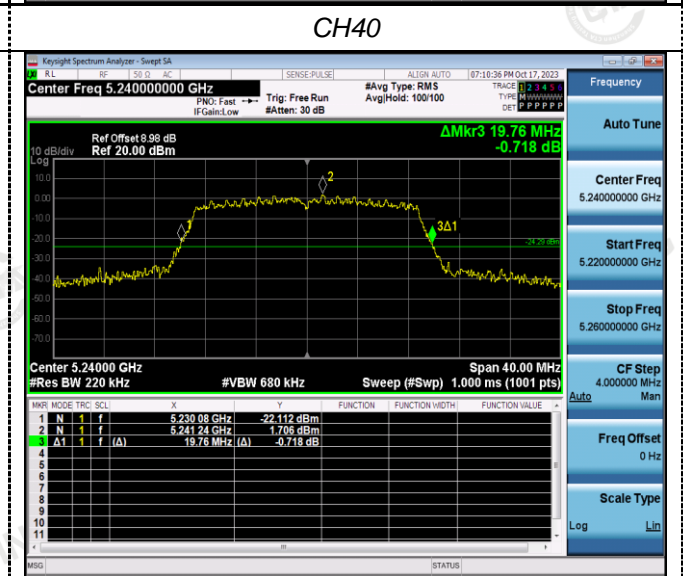 CH40
Keysight Spectrum Analyzer - Swept SA
RL RF 50 Ω AC SENSE:PULSE ALIGN AUTO 07:10:36 PM Oct 17, 2023
Center Freq 5.240000000 GHz
PNO: Fast
IFGain:Low
Trig: Free Run
#Atten: 30 dB
#Avg Type: RMS
Avg|Hold: 100/100
TRACE 1 2 3 4 5 6
TYPE M WWWWW
DET P P P P P P
Frequency
Auto Tune
Center Freq
5.240000000 GHz
Start Freq
5.220000000 GHz
Stop Freq
5.260000000 GHz
CF Step
4.000000 MHz
Auto Man
Freq Offset
0 Hz
Scale Type
Log Lin
Ref Offset 8.98 dB
10 dB/div Ref 20.00 dBm
Log
ΔMkr3 19.76 MHz
-0.718 dB
10.0
0.00
-10.0
-20.0
-30.0
-40.0
-50.0
-60.0
-70.0
1
2
3Δ1
-24.29 dBm
Center 5.24000 GHz Span 40.00 MHz
#Res BW 220 kHz #VBW 680 kHz Sweep (#Swp) 1.000 ms (1001 pts)
MKR MODE TRC SCL X Y FUNCTION FUNCTION WIDTH FUNCTION VALUE
1 N 1 f 5.230 08 GHz -22.112 dBm
2 N 1 f 5.241 24 GHz 1.706 dBm
3 Δ1 1 f (Δ) 19.76 MHz (Δ) -0.718 dB
4
5
6
7
8
9
10
11
MSG STATUS